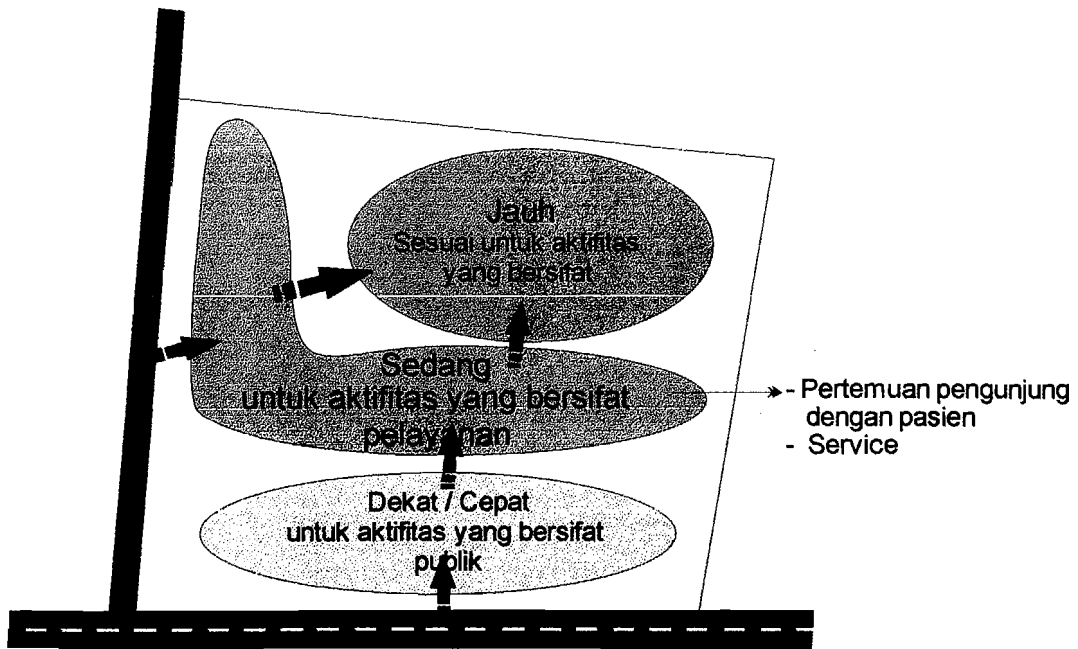 Jauh
Sesuai untuk aktifitas
yang bersifat
Sedang
untuk aktifitas yang bersifat
pelayanan
- Pertemuan pengunjung
dengan pasien
- Service
Dekat / Cepat
untuk aktifitas yang bersifat
publik